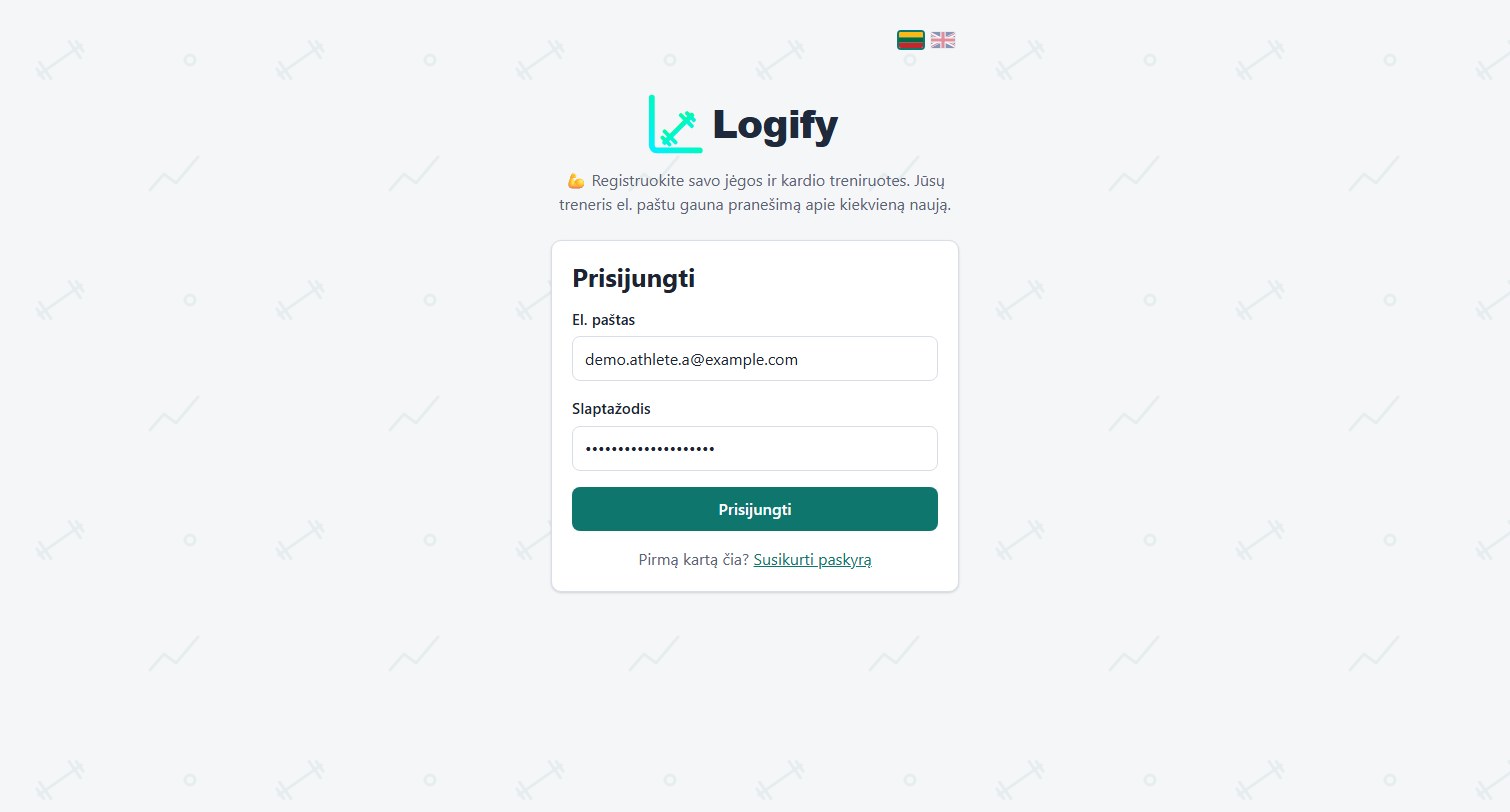 Logify
💪 Registruokite savo jėgos ir kardio treniruotes. Jūsų
treneris el. paštu gauna pranešimą apie kiekvieną naują.
Prisijungti
El. paštas
demo.athlete.a@example.com
Slaptažodis
••••••••••••••••••••
Prisijungti
Pirmą kartą čia? Susikurti paskyrą